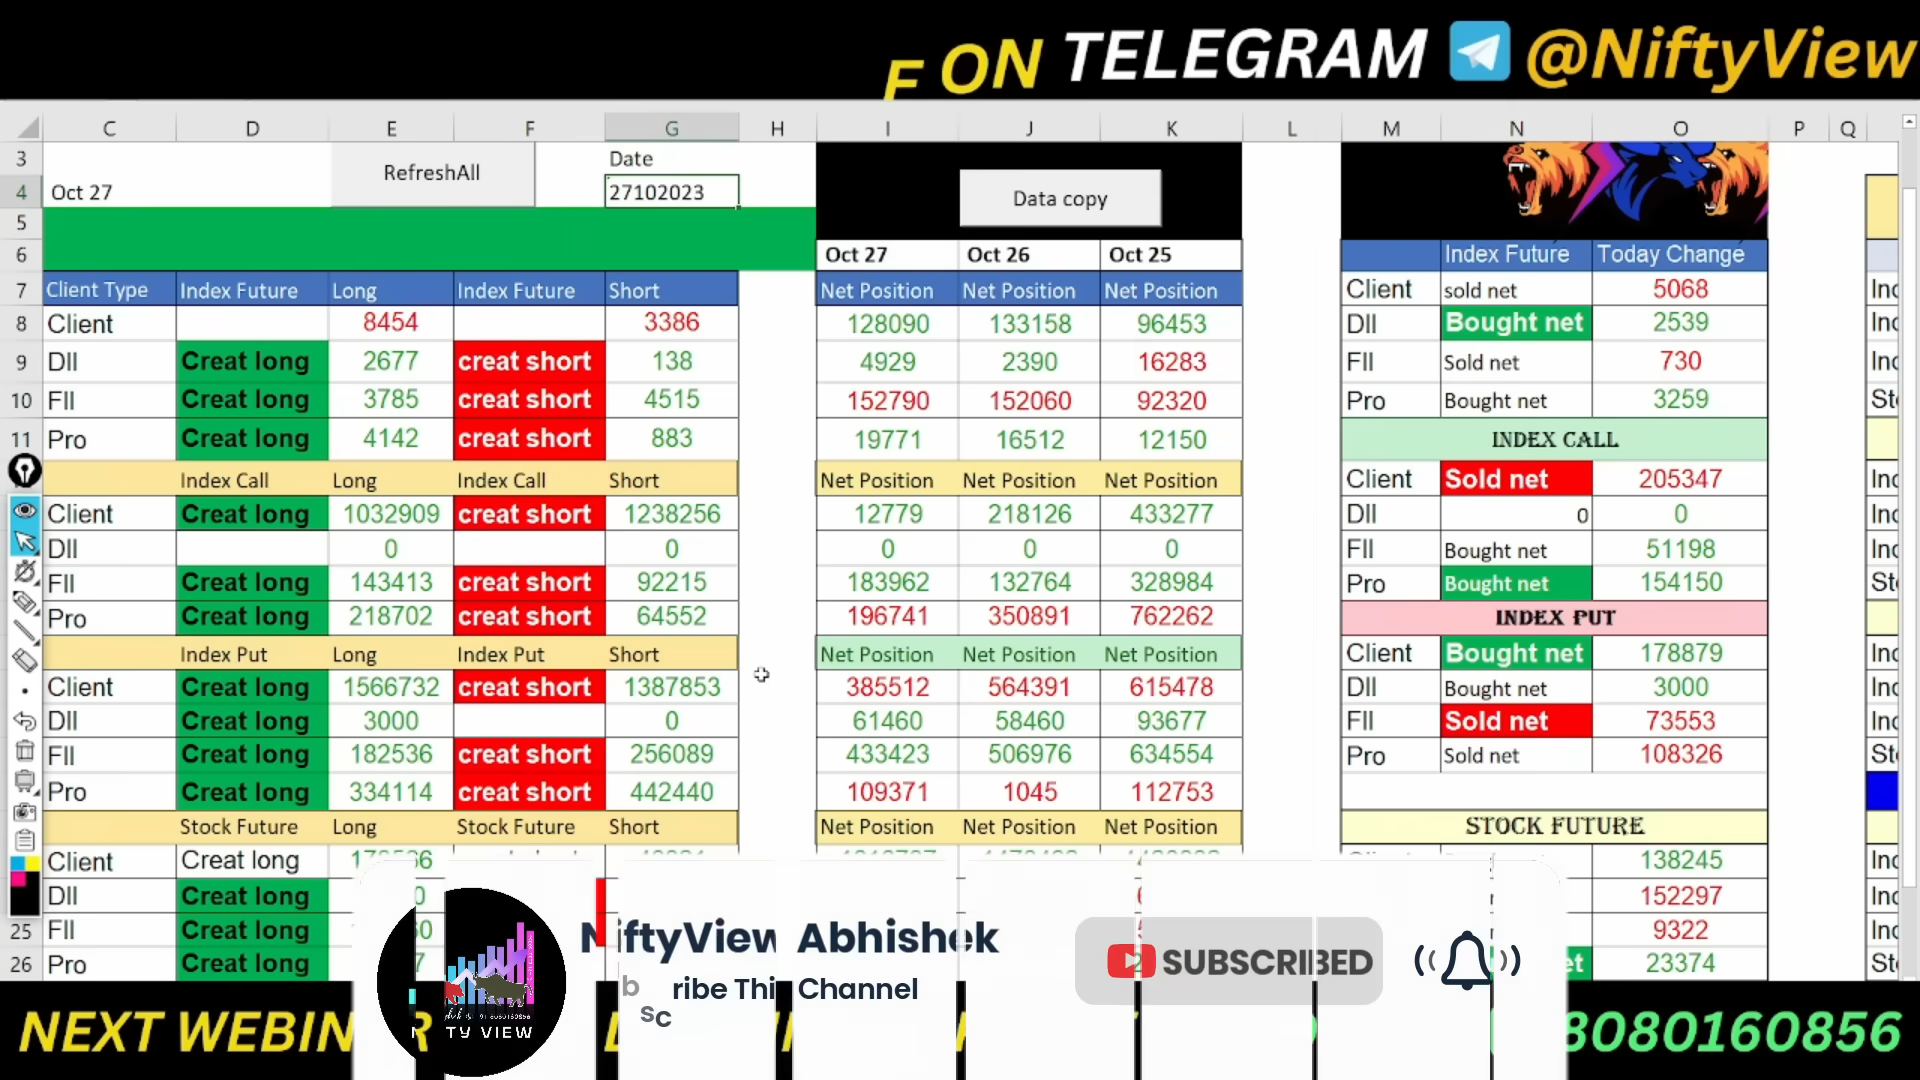 F ON TELEGRAM @NiftyView
C D E F G H I J K L M N O P Q
3 RefreshAll Date
4 Oct 27 27102023 Data copy
5
6 Oct 27 Oct 26 Oct 25 Index Future Today Change
7 Client Type Index Future Long Index Future Short Net Position Net Position Net Position Client sold net 5068
8 Client 8454 3386 128090 133158 96453 DII Bought net 2539
9 DII Creat long 2677 creat short 138 4929 2390 16283 FII Sold net 730
10 FII Creat long 3785 creat short 4515 152790 152060 92320 Pro Bought net 3259
11 Pro Creat long 4142 creat short 883 19771 16512 12150 INDEX CALL
Index Call Long Index Call Short Net Position Net Position Net Position Client Sold net 205347
Client Creat long 1032909 creat short 1238256 12779 218126 433277 DII 0 0
DII 0 0 0 0 0 FII Bought net 51198
FII Creat long 143413 creat short 92215 183962 132764 328984 Pro Bought net 154150
Pro Creat long 218702 creat short 64552 196741 350891 762262 INDEX PUT
Index Put Long Index Put Short Net Position Net Position Net Position Client Bought net 178879
Client Creat long 1566732 creat short 1387853 385512 564391 615478 DII Bought net 3000
DII Creat long 3000 0 61460 58460 93677 FII Sold net 73553
FII Creat long 182536 creat short 256089 433423 506976 634554 Pro Sold net 108326
Pro Creat long 334114 creat short 442440 109371 1045 112753
Stock Future Long Stock Future Short Net Position Net Position Net Position STOCK FUTURE
Client Creat long 138245
DII Creat long 152297
25 FII Creat long 9322
26 Pro Creat long 23374
NiftyView Abhishek
ribe This Channel
SUBSCRIBED
NEXT WEBIN 8080160856